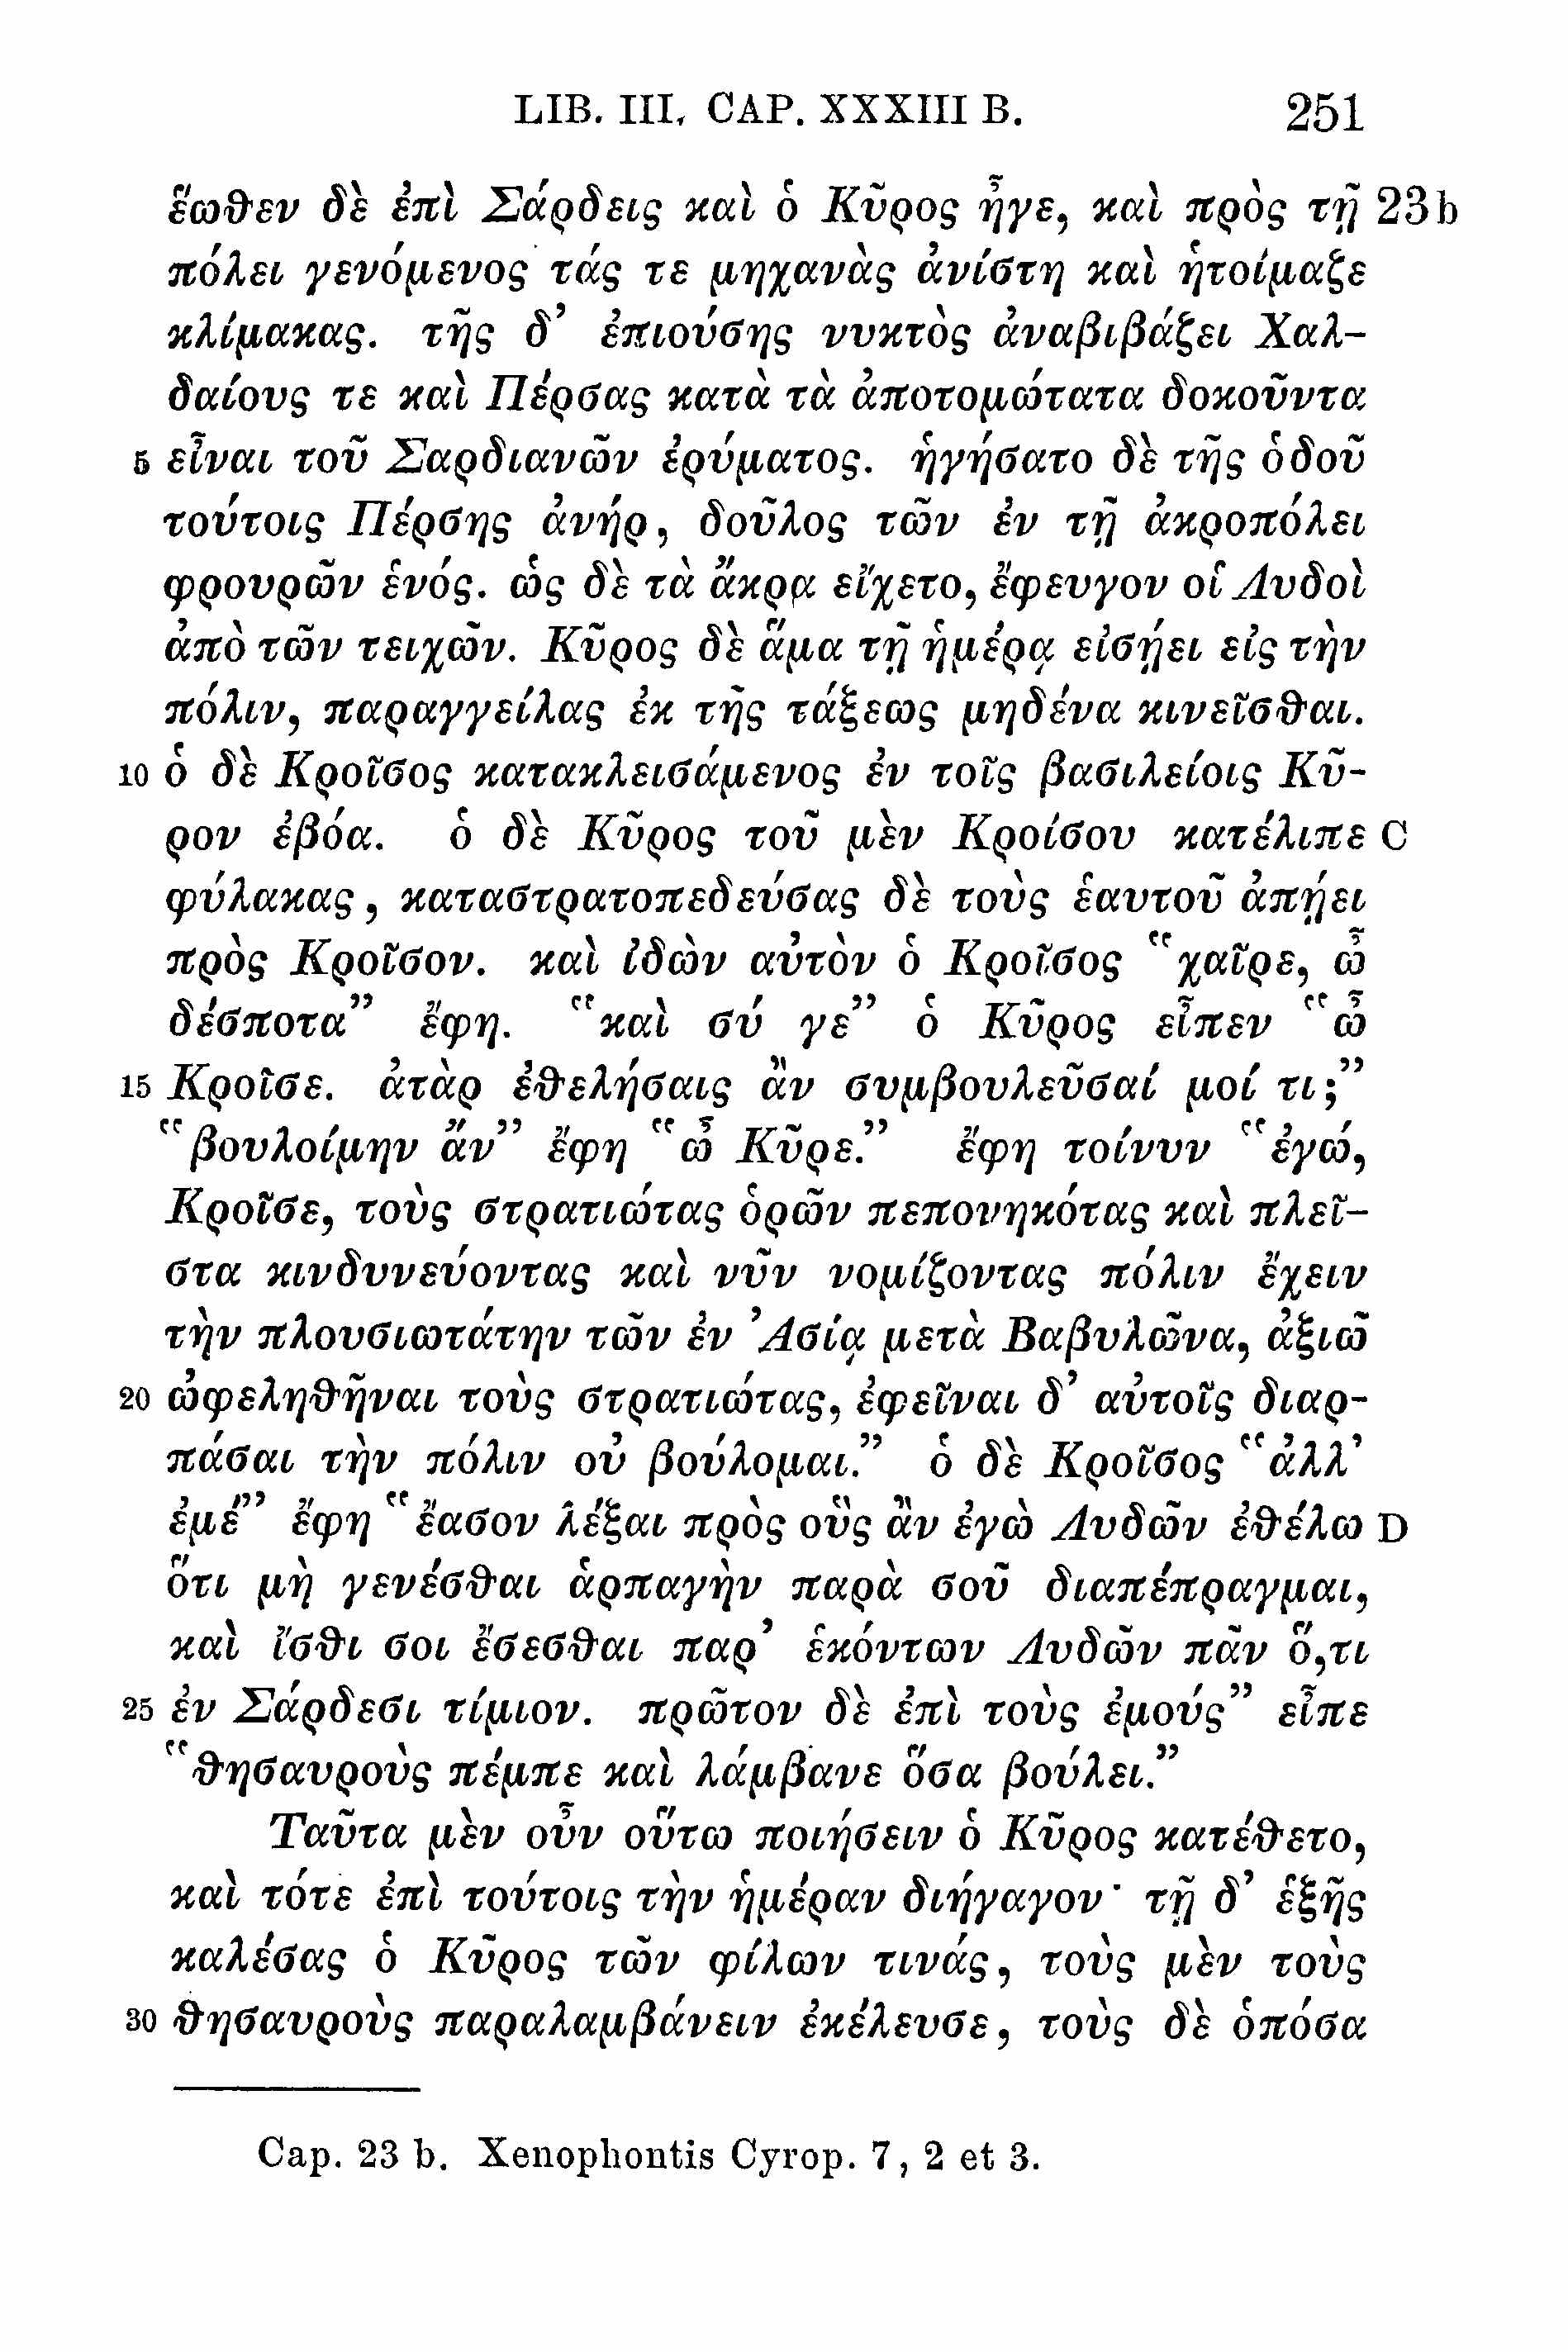 LIB. III, CAP. XXXIII B. 251
ἕωθεν δὲ ἐπὶ Σάρδεις καὶ ὁ Κῦρος ἦγε, καὶ πρὸς τῇ 23b
πόλει γενόμενος τάς τε μηχανὰς ἀνίστη καὶ ἡτοίμαζε
κλίμακας. τῆς δ’ ἐπιούσης νυκτὸς ἀναβιβάζει Χαλ-
δαίους τε καὶ Πέρσας κατὰ τὰ ἀποτομώτατα δοκοῦντα
5 εἶναι τοῦ Σαρδιανῶν ἐρύματος. ἡγήσατο δὲ τῆς ὁδοῦ
τούτοις Πέρσης ἀνήρ, δοῦλος τῶν ἐν τῇ ἀκροπόλει
φρουρῶν ἑνός. ὡς δὲ τὰ ἄκρα εἴχετο, ἔφευγον οἱ Λυδοὶ
ἀπὸ τῶν τειχῶν. Κῦρος δὲ ἅμα τῇ ἡμέρᾳ εἰσῄει εἰς τὴν
πόλιν, παραγγείλας ἐκ τῆς τάξεως μηδένα κινεῖσθαι.
10 ὁ δὲ Κροῖσος κατακλεισάμενος ἐν τοῖς βασιλείοις Κῦ-
ρον ἐβόα. ὁ δὲ Κῦρος τοῦ μὲν Κροίσου κατέλιπε C
φύλακας, καταστρατοπεδεύσας δὲ τοὺς ἑαυτοῦ ἀπῄει
πρὸς Κροῖσον. καὶ ἰδὼν αὐτὸν ὁ Κροῖσος “χαῖρε, ὦ
δέσποτα” ἔφη. “καὶ σύ γε” ὁ Κῦρος εἶπεν “ὦ
15 Κροῖσε. ἀτὰρ ἐθελήσαις ἂν συμβουλεῦσαί μοί τι;”
“βουλοίμην ἄν” ἔφη “ὦ Κῦρε.” ἔφη τοίνυν “ἐγώ,
Κροῖσε, τοὺς στρατιώτας ὁρῶν πεπονηκότας καὶ πλεῖ-
στα κινδυνεύοντας καὶ νῦν νομίζοντας πόλιν ἔχειν
τὴν πλουσιωτάτην τῶν ἐν Ἀσίᾳ μετὰ Βαβυλῶνα, ἀξιῶ
20 ὠφεληθῆναι τοὺς στρατιώτας, ἐφεῖναι δ’ αὐτοῖς διαρ-
πάσαι τὴν πόλιν οὐ βούλομαι.” ὁ δὲ Κροῖσος “ἀλλ’
ἐμέ” ἔφη “ἔασον λέξαι πρὸς οὓς ἂν ἐγὼ Λυδῶν ἐθέλω D
ὅτι μὴ γενέσθαι ἁρπαγὴν παρὰ σοῦ διαπέπραγμαι,
καὶ ἴσθι σοι ἔσεσθαι παρ’ ἑκόντων Λυδῶν πᾶν ὅ,τι
25 ἐν Σάρδεσι τίμιον. πρῶτον δὲ ἐπὶ τοὺς ἐμούς” εἶπε
“θησαυροὺς πέμπε καὶ λάμβανε ὅσα βούλει.”
Ταῦτα μὲν οὖν οὕτω ποιήσειν ὁ Κῦρος κατέθετο,
καὶ τότε ἐπὶ τούτοις τὴν ἡμέραν διήγαγον· τῇ δ’ ἑξῆς
καλέσας ὁ Κῦρος τῶν φίλων τινάς, τοὺς μὲν τοὺς
30 θησαυροὺς παραλαμβάνειν ἐκέλευσε, τοὺς δὲ ὁπόσα
Cap. 23 b. Xenophontis Cyrop. 7, 2 et 3.